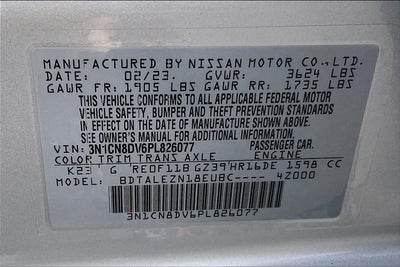 MANUFACTURED BY NISSAN MOTOR CO., LTD.
DATE: 02/23. GVWR: 3624 LBS
GAWR FR: 1905 LBS GAWR RR: 1735 LBS
THIS VEHICLE CONFORMS TO ALL APPLICABLE FEDERAL MOTOR
VEHICLE SAFETY, BUMPER AND THEFT PREVENTION STANDARDS
IN EFFECT ON THE DATE OF MANUFACTURE SHOWN ABOVE.
SEE OWNER'S MANUAL FOR ADDITIONAL INFORMATION.
VIN: 3N1CN8DV6PL826077 PASSENGER CAR.
COLOR TRIM TRANS AXLE ENGINE
K23 G RE0F11B GZ39 HR16DE 1598 CC
MODEL: BDTALEZN18EUBC---- 4Z000
3N1CN8DV6PL826077